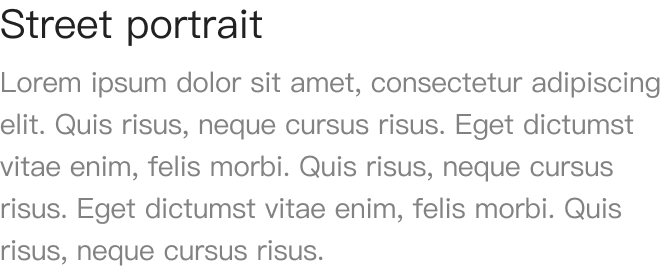 Street portrait
Lorem ipsum dolor sit amet, consectetur adipiscing
elit. Quis risus, neque cursus risus. Eget dictumst
vitae enim, felis morbi. Quis risus, neque cursus
risus. Eget dictumst vitae enim, felis morbi. Quis
risus, neque cursus risus.